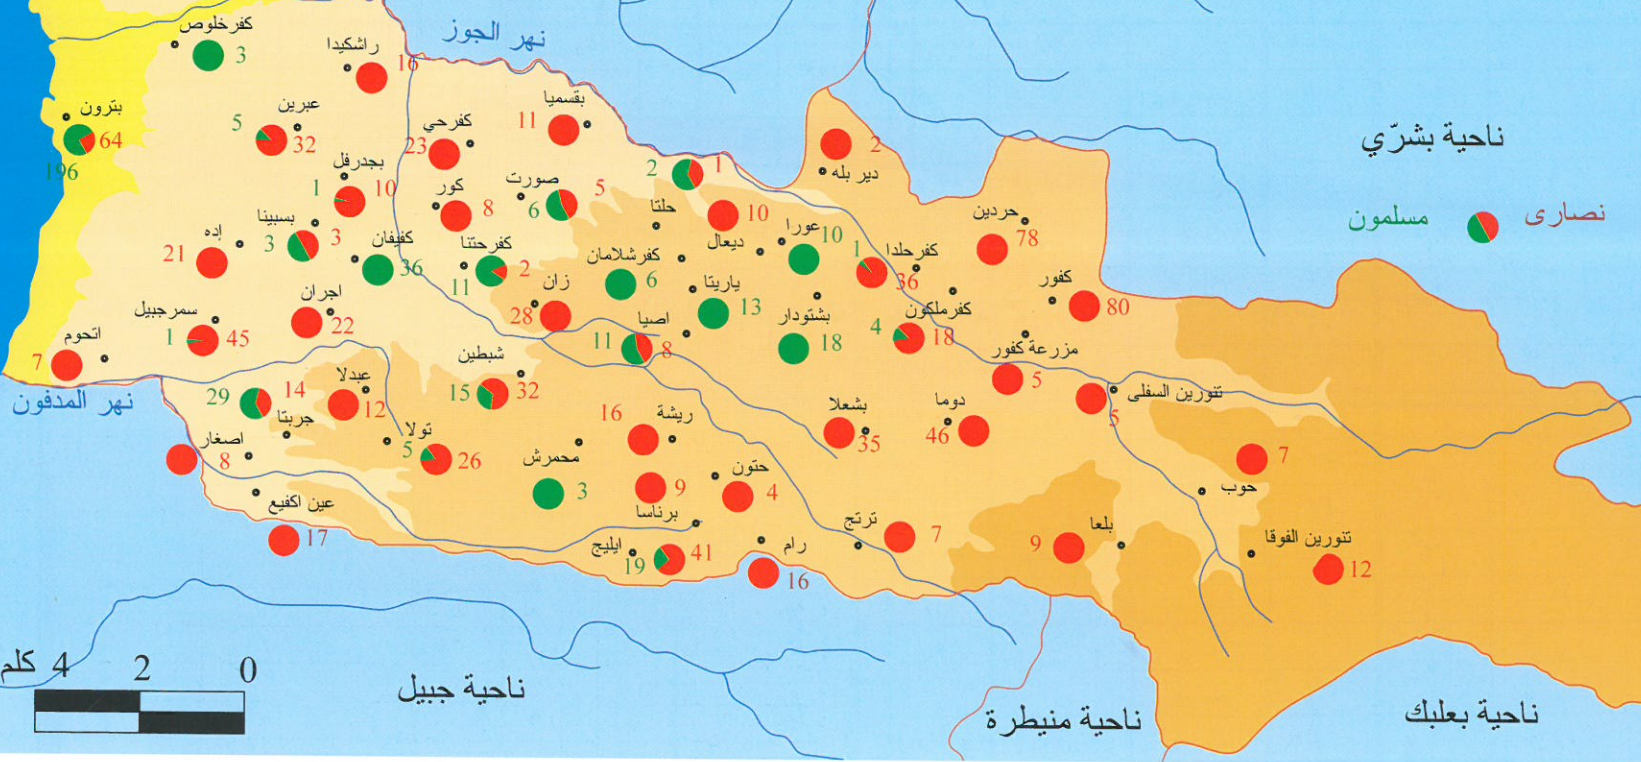 كفرخلوص
3
نهر الجوز
راشكيدا
16
بترون
64
196
عبرين
5
32
كفرحي
23
بقسميا
11
2
1
دير بله
2
ناحية بشرّي
نصارى
مسلمون
بجدرفل
1
10
كور
8
صورت
5
6
حلتا
ديعال
10
عورا
10
حردين
78
إده
21
بسبينا
3
3
كفيفان
36
كفرحتنا
2
11
كفرشلامان
6
كفرحلدا
1
36
كفور
80
سمرجبيل
1
45
اجران
22
زان
28
ياريتا
13
بشتودار
18
كفرملكون
4
18
اتحوم
7
اصيا
11
8
مزرعة كفور
5
نهر المدفون
29
14
جربتا
عبدلا
12
شبطين
15
32
تنورين السفلى
5
اصغار
8
تولا
5
26
ريشة
16
بشعلا
35
دوما
46
حوب
7
محمرش
3
برناسا
9
حتون
4
عين اكفيع
17
ايليج
19
41
رام
16
ترتج
7
بلعا
9
تنورين الفوقا
12
0
2
4 كلم
ناحية جبيل
ناحية منيطرة
ناحية بعلبك